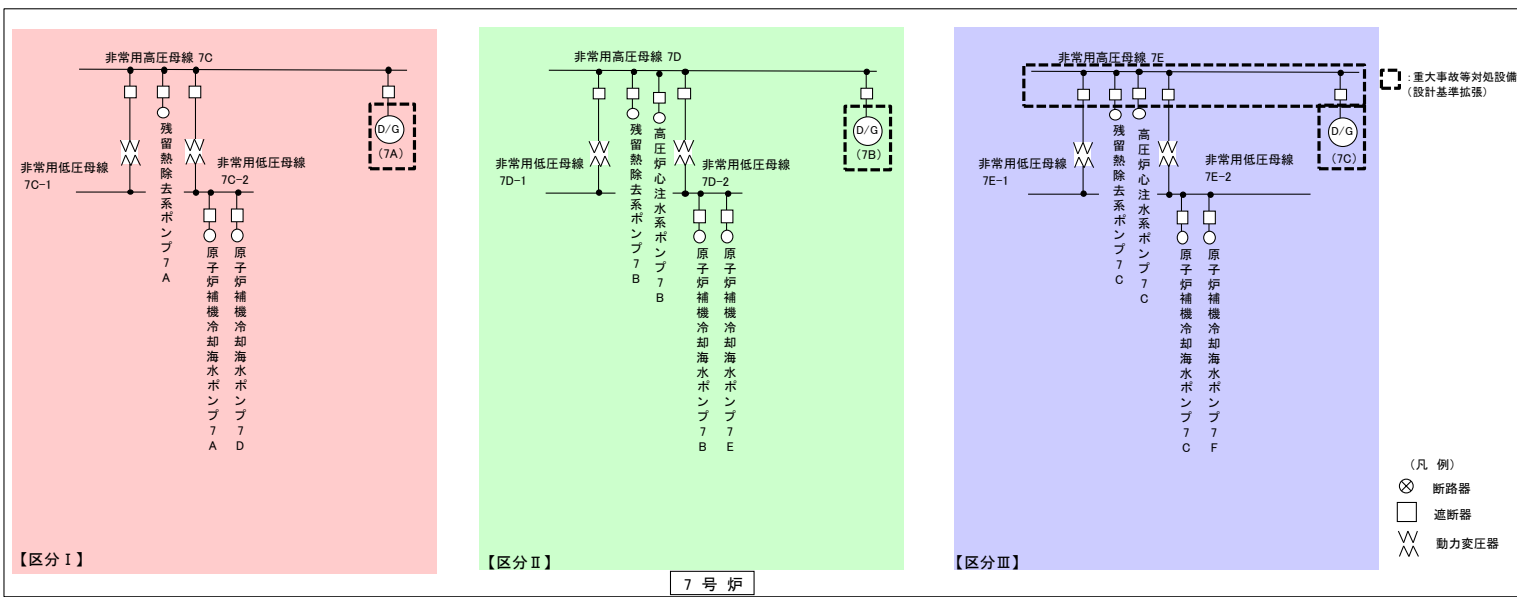 非常用高圧母線 7C
D/G
(7A)
残留熱除去系ポンプ7A
非常用低圧母線
7C-1
非常用低圧母線
7C-2
原子炉補機冷却海水ポンプ7A
原子炉補機冷却海水ポンプ7D
【区分Ⅰ】
非常用高圧母線 7D
D/G
(7B)
残留熱除去系ポンプ7B
高圧炉心注水系ポンプ7B
非常用低圧母線
7D-1
非常用低圧母線
7D-2
原子炉補機冷却海水ポンプ7B
原子炉補機冷却海水ポンプ7E
【区分Ⅱ】
非常用高圧母線 7E
D/G
(7C)
残留熱除去系ポンプ7C
高圧炉心注水系ポンプ7C
非常用低圧母線
7E-1
非常用低圧母線
7E-2
原子炉補機冷却海水ポンプ7C
原子炉補機冷却海水ポンプ7F
【区分Ⅲ】
:重大事故等対処設備
(設計基準拡張)
(凡 例)
断路器
遮断器
動力変圧器
7 号 炉